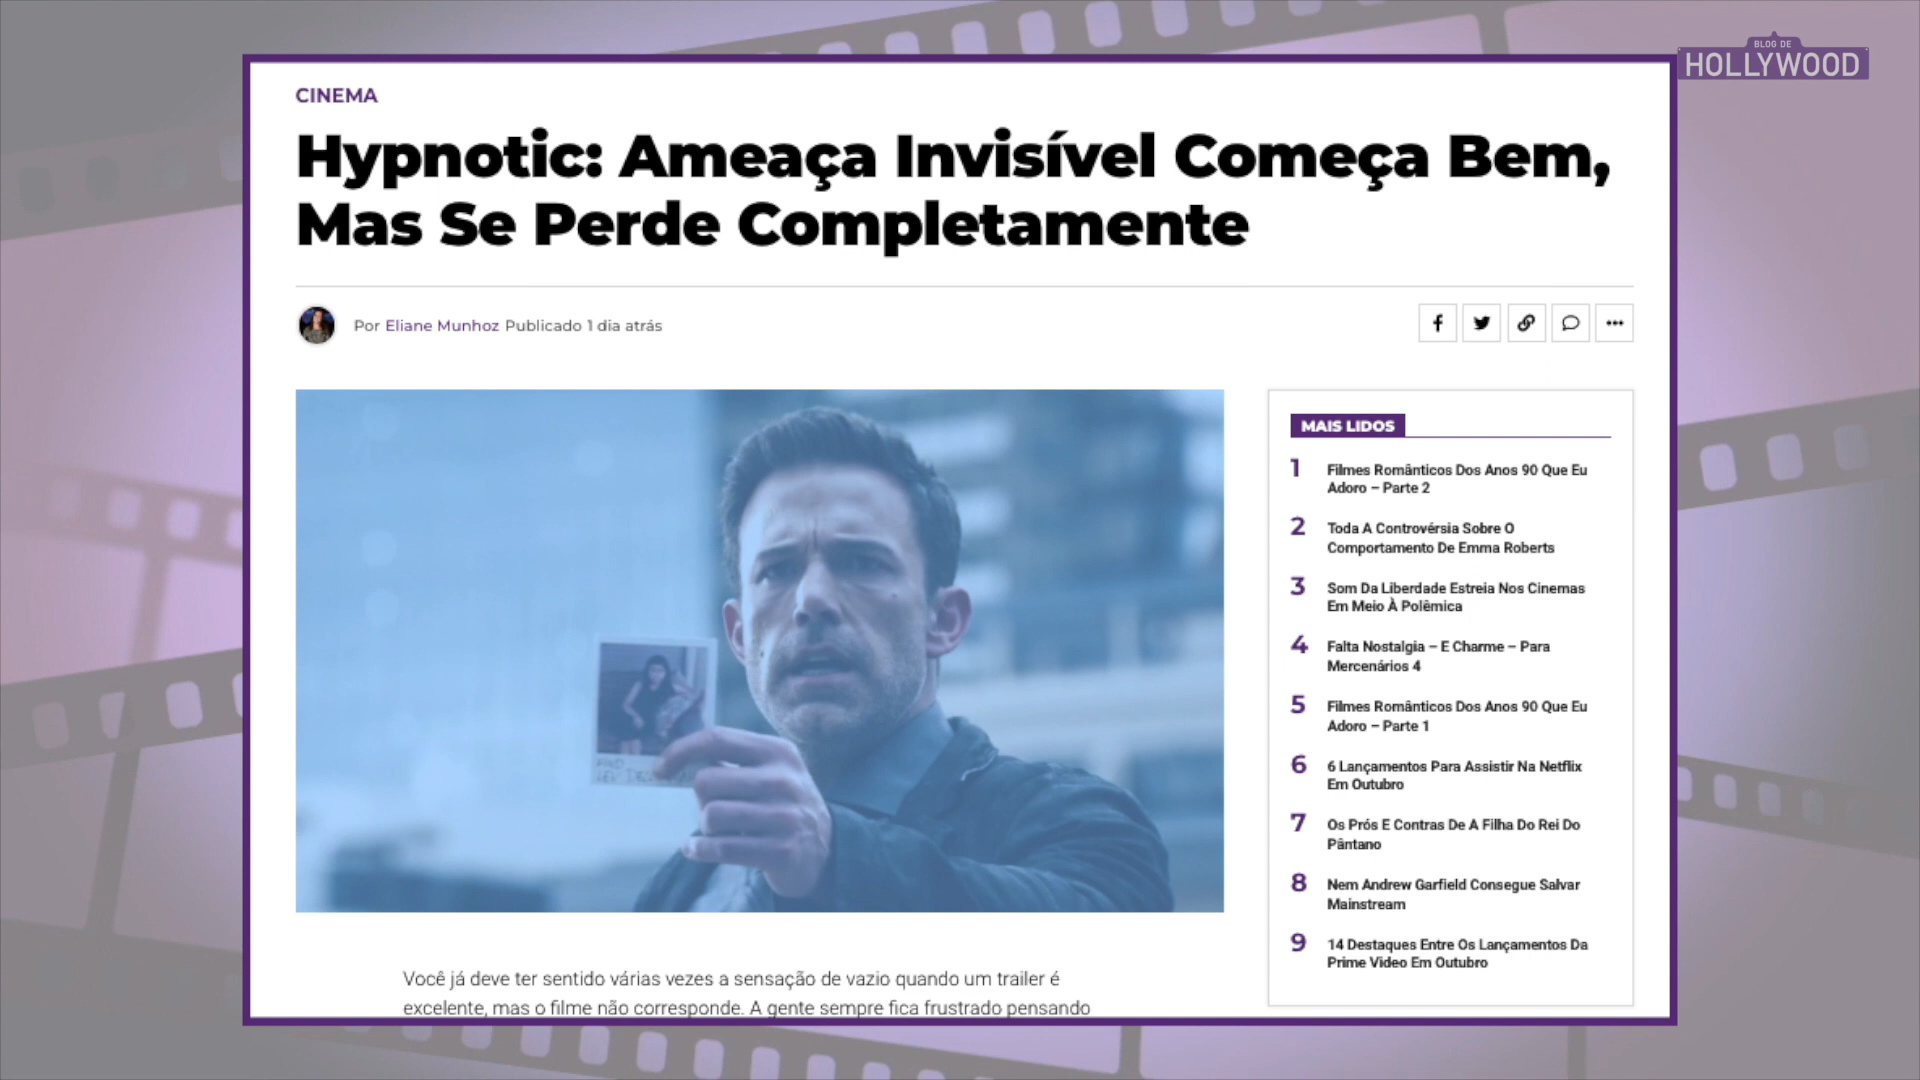 BLOG DE
HOLLYWOOD
CINEMA
Hypnotic: Ameaça Invisível Começa Bem,
Mas Se Perde Completamente
Por Eliane Munhoz Publicado 1 dia atrás
MAIS LIDOS
1 Filmes Românticos Dos Anos 90 Que Eu
Adoro – Parte 2
2 Toda A Controvérsia Sobre O
Comportamento De Emma Roberts
3 Som Da Liberdade Estreia Nos Cinemas
Em Meio À Polêmica
4 Falta Nostalgia – E Charme – Para
Mercenários 4
5 Filmes Românticos Dos Anos 90 Que Eu
Adoro – Parte 1
6 6 Lançamentos Para Assistir Na Netflix
Em Outubro
7 Os Prós E Contras De A Filha Do Rei Do
Pântano
8 Nem Andrew Garfield Consegue Salvar
Mainstream
9 14 Destaques Entre Os Lançamentos Da
Prime Video Em Outubro
Você já deve ter sentido várias vezes a sensação de vazio quando um trailer é
excelente, mas o filme não corresponde. A gente sempre fica frustrado pensando